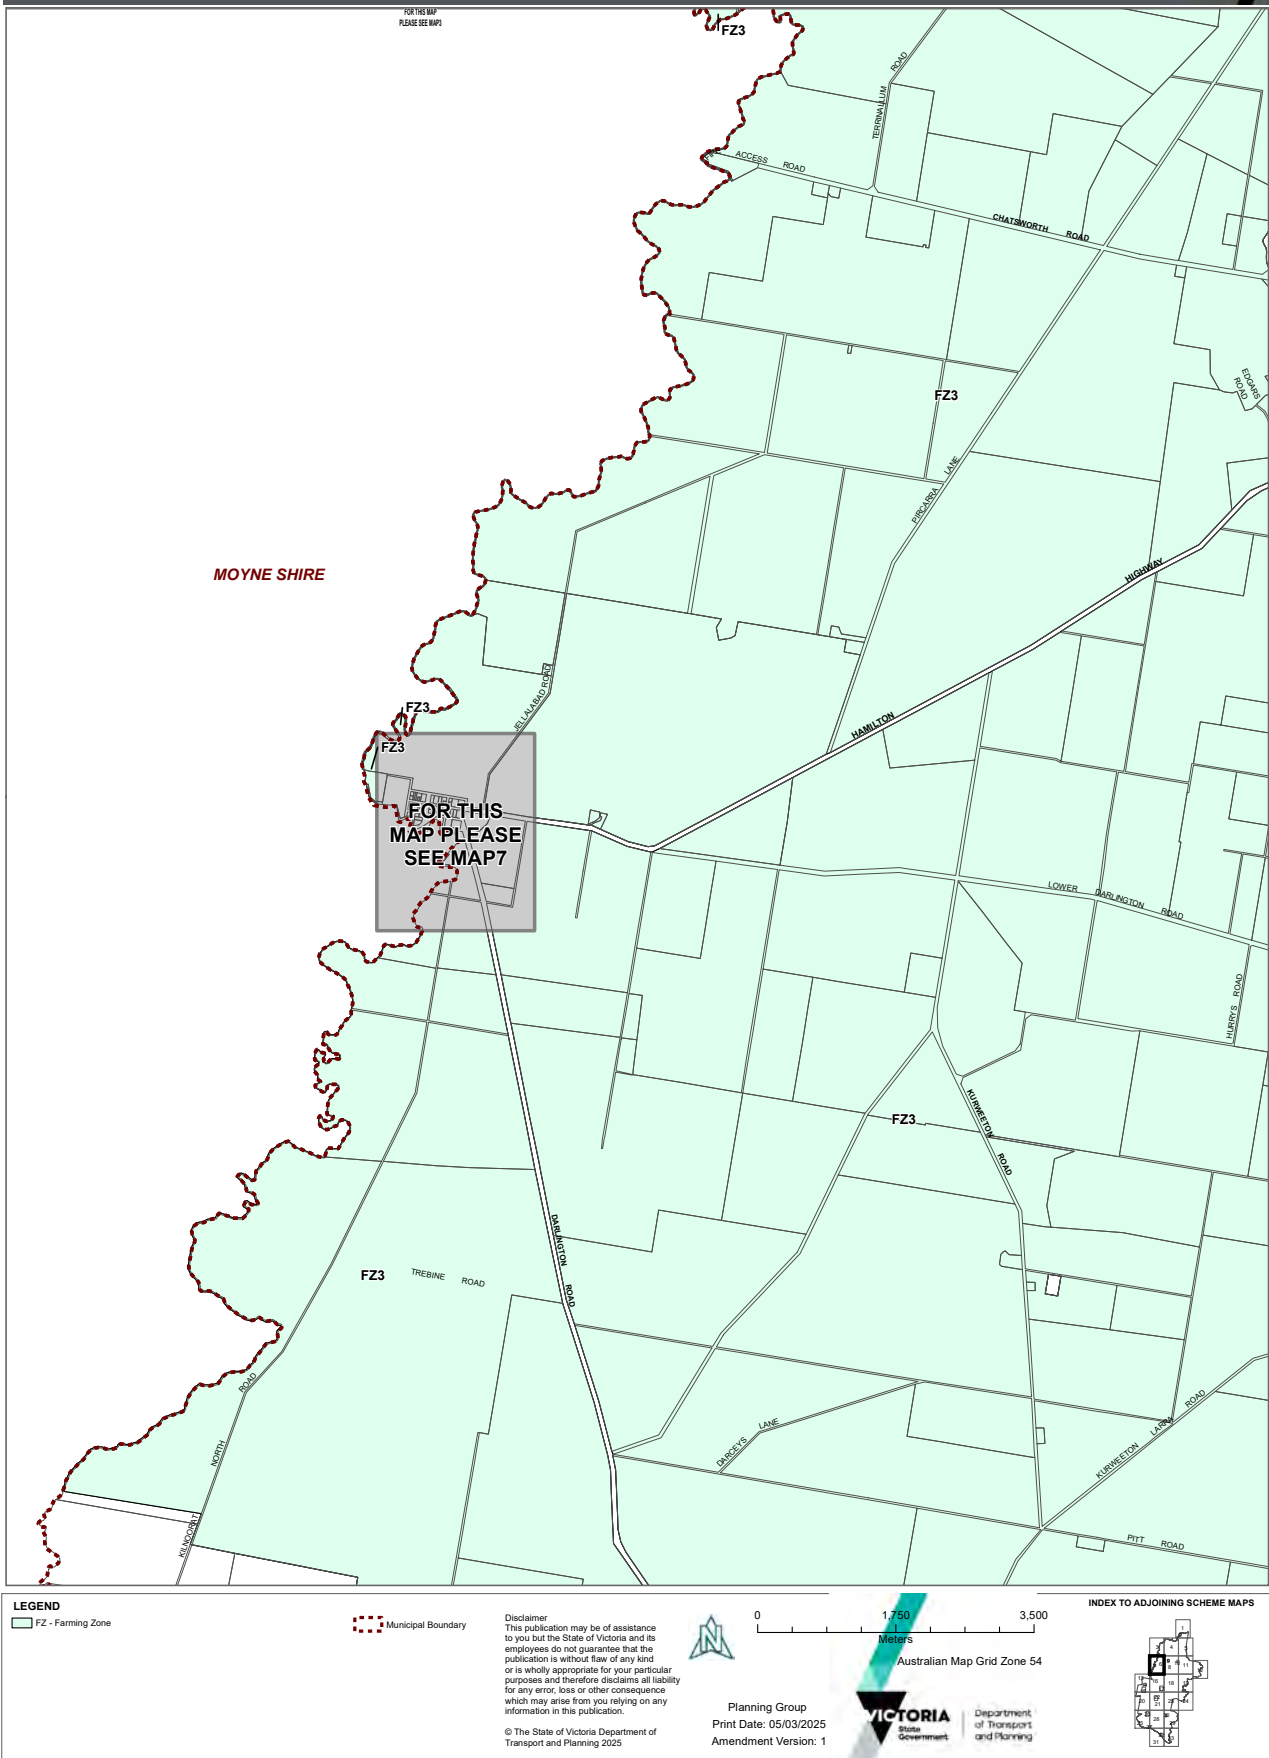 FOR THIS MAP
PLEASE SEE MAP3
FZ3
TERRINALLUM ROAD
ACCESS ROAD
CHATSWORTH ROAD
EDGARS
ROAD
FZ3
PIRCARRA LANE
HIGHWAY
MOYNE SHIRE
JELLALABAD ROAD
FZ3
HAMILTON
FZ3
FOR THIS
MAP PLEASE
SEE MAP7
LOWER DARLINGTON ROAD
HURRYS ROAD
FZ3
KURWEETON ROAD
DARLINGTON ROAD
FZ3
TREBINE ROAD
KILNOORAT NORTH ROAD
DARCEYS LANE
KURWEETON LARRA ROAD
PITT ROAD
LEGEND
FZ - Farming Zone
Municipal Boundary
Disclaimer
This publication may be of assistance
to you but the State of Victoria and its
employees do not guarantee that the
publication is without flaw of any kind
or is wholly appropriate for your particular
purposes and therefore disclaims all liability
for any error, loss or other consequence
which may arise from you relying on any
information in this publication.
© The State of Victoria Department of
Transport and Planning 2025
N
0 1,750 3,500
Meters
Australian Map Grid Zone 54
Planning Group
Print Date: 05/03/2025
Amendment Version: 1
VICTORIA
State
Government
Department
of Transport
and Planning
INDEX TO ADJOINING SCHEME MAPS